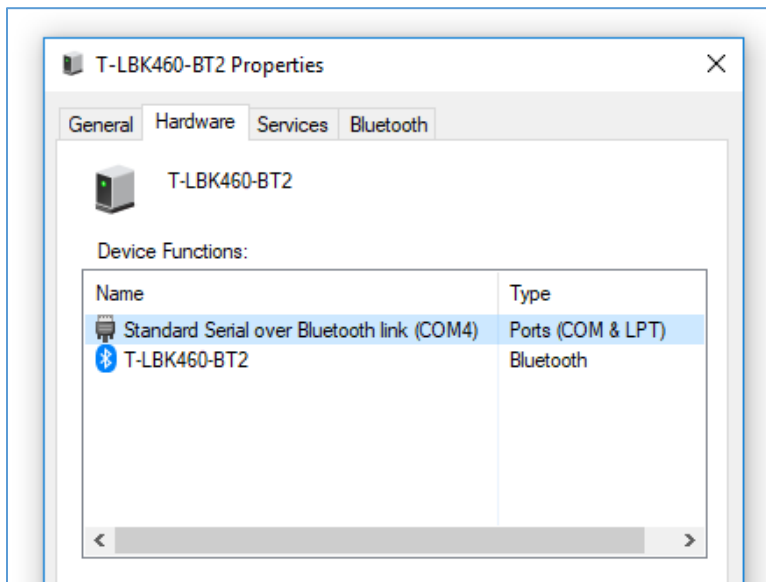 T-LBK460-BT2 Properties
General Hardware Services Bluetooth
T-LBK460-BT2
Device Functions:
Name Type
Standard Serial over Bluetooth link (COM4) Ports (COM & LPT)
T-LBK460-BT2 Bluetooth